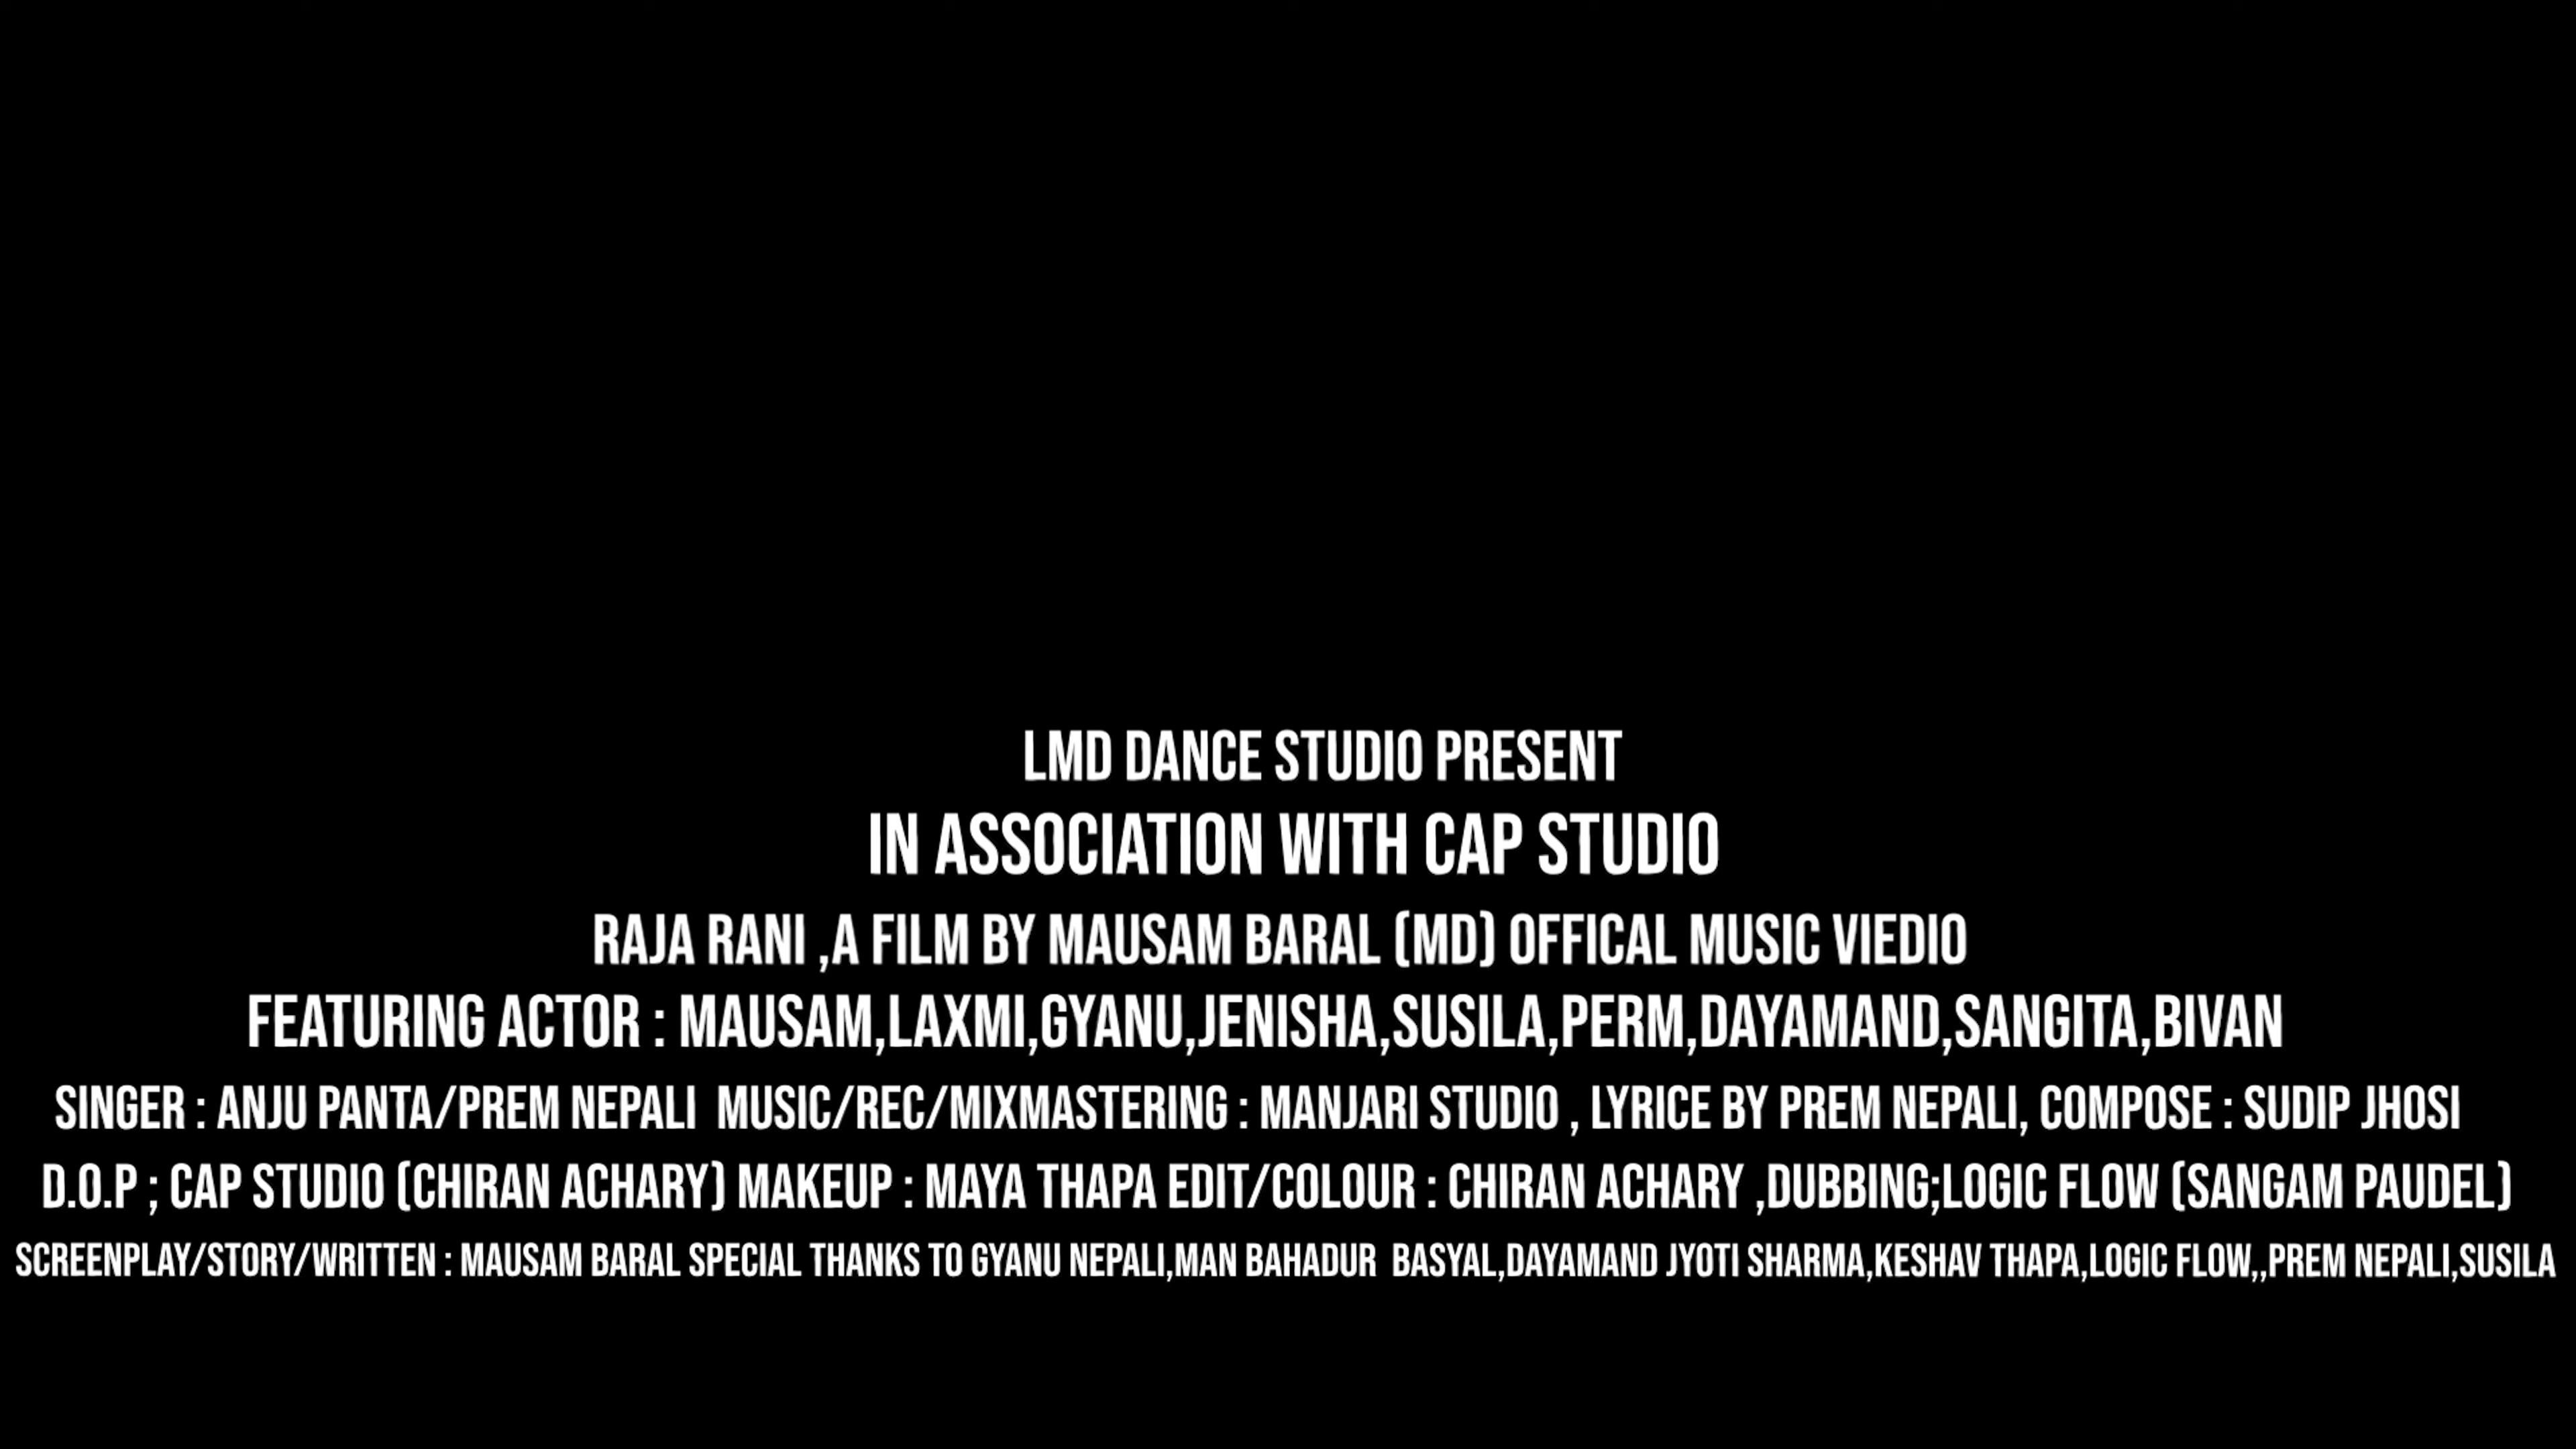 LMD DANCE STUDIO PRESENT
IN ASSOCIATION WITH CAP STUDIO
RAJA RANI ,A FILM BY MAUSAM BARAL (MD) OFFICAL MUSIC VIEDIO
FEATURING ACTOR : MAUSAM,LAXMI,GYANU,JENISHA,SUSILA,PERM,DAYAMAND,SANGITA,BIVAN
SINGER : ANJU PANTA/PREM NEPALI  MUSIC/REC/MIXMASTERING : MANJARI STUDIO , LYRICE BY PREM NEPALI, COMPOSE : SUDIP JHOSI
D.O.P ; CAP STUDIO (CHIRAN ACHARY) MAKEUP : MAYA THAPA EDIT/COLOUR : CHIRAN ACHARY ,DUBBING;LOGIC FLOW (SANGAM PAUDEL)
SCREENPLAY/STORY/WRITTEN : MAUSAM BARAL SPECIAL THANKS TO GYANU NEPALI,MAN BAHADUR  BASYAL,DAYAMAND JYOTI SHARMA,KESHAV THAPA,LOGIC FLOW,,PREM NEPALI,SUSILA